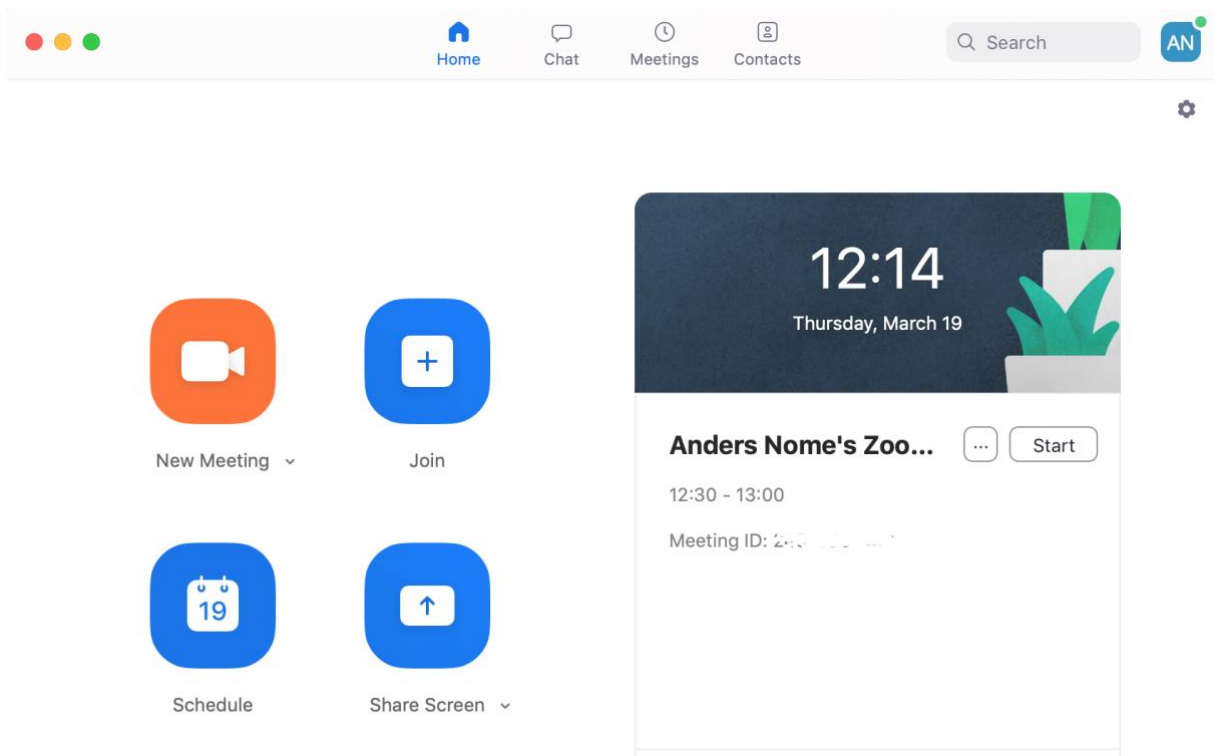 Home Chat Meetings Contacts
Search
AN
12:14
Thursday, March 19
New Meeting
Join
Anders Nome's Zoo... ... Start
12:30 - 13:00
Meeting ID:
19
Schedule
Share Screen